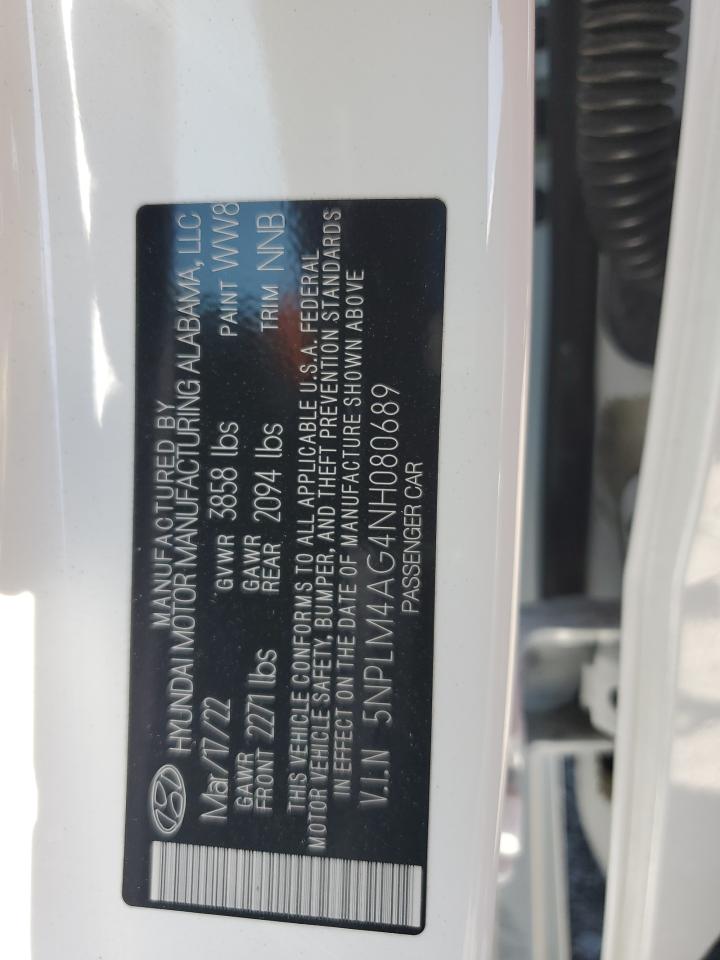 MANUFACTURED BY
HYUNDAI MOTOR MANUFACTURING ALABAMA, LLC
Mar/17/22 GVWR 3858 lbs PAINT WW8
GAWR FRONT 2271 lbs GAWR REAR 2094 lbs TRIM NNB
THIS VEHICLE CONFORMS TO ALL APPLICABLE U.S.A. FEDERAL
MOTOR VEHICLE SAFETY, BUMPER, AND THEFT PREVENTION STANDARDS
IN EFFECT ON THE DATE OF MANUFACTURE SHOWN ABOVE
V.I.N 5NPLM4AG4NH080689
PASSENGER CAR